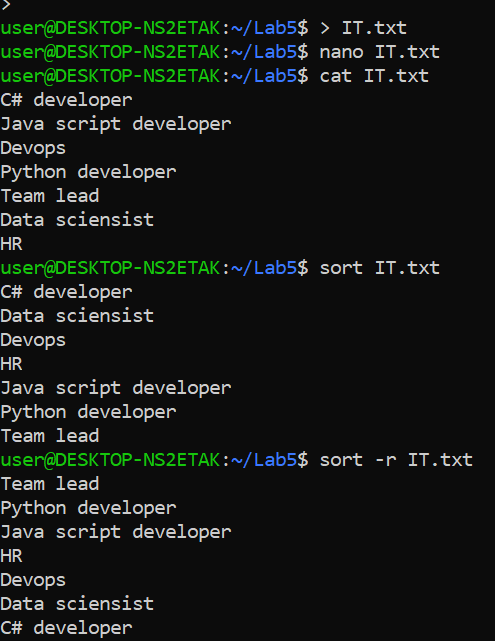 >
user@DESKTOP-NS2ETAK:~/Lab5$ > IT.txt
user@DESKTOP-NS2ETAK:~/Lab5$ nano IT.txt
user@DESKTOP-NS2ETAK:~/Lab5$ cat IT.txt
C# developer
Java script developer
Devops
Python developer
Team lead
Data sciensist
HR
user@DESKTOP-NS2ETAK:~/Lab5$ sort IT.txt
C# developer
Data sciensist
Devops
HR
Java script developer
Python developer
Team lead
user@DESKTOP-NS2ETAK:~/Lab5$ sort -r IT.txt
Team lead
Python developer
Java script developer
HR
Devops
Data sciensist
C# developer